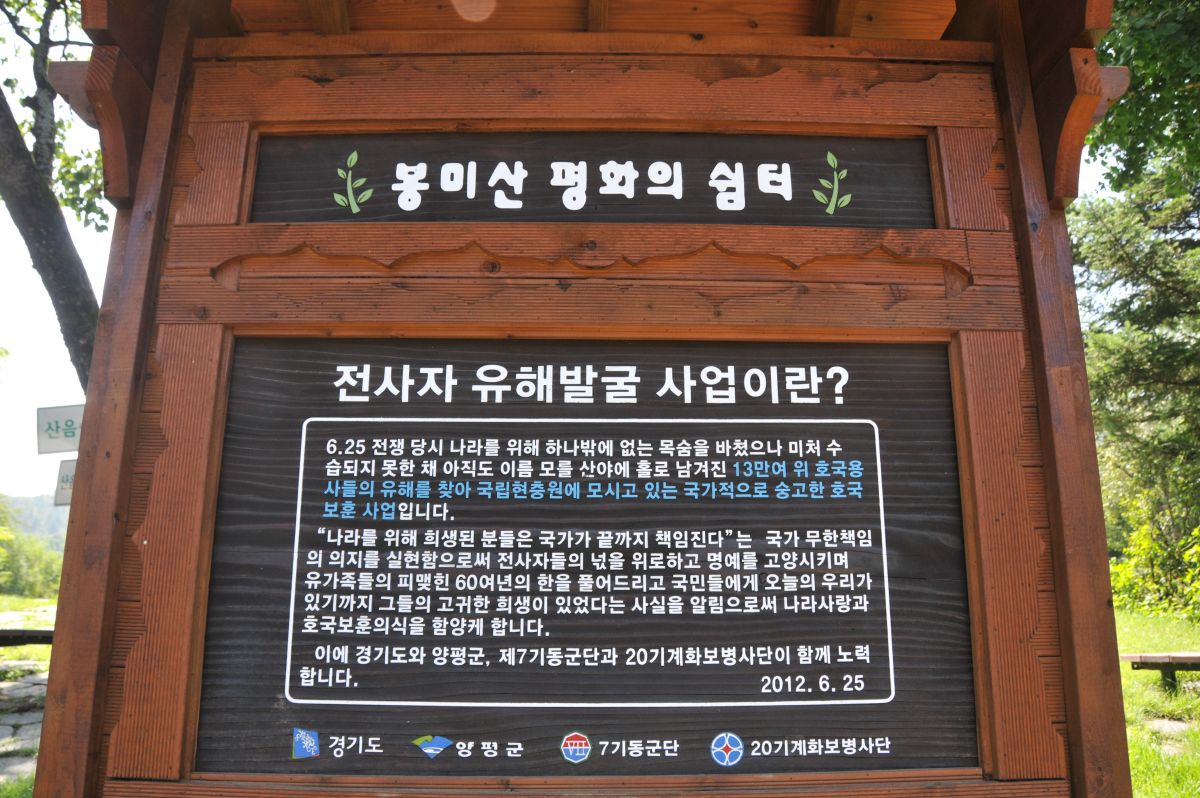 봉미산 평화의 쉼터
전사자 유해발굴 사업이란?
6.25 전쟁 당시 나라를 위해 하나밖에 없는 목숨을 바쳤으나 미처 수
습되지 못한 채 아직도 이름 모를 산야에 홀로 남겨진 13만여 위 호국용
사들의 유해를 찾아 국립현충원에 모시고 있는 국가적으로 숭고한 호국
보훈 사업입니다.
“나라를 위해 희생된 분들은 국가가 끝까지 책임진다”는 국가 무한책임
의 의지를 실현함으로써 전사자들의 넋을 위로하고 명예를 고양시키며
유가족들의 피맺힌 60여년의 한을 풀어드리고 국민들에게 오늘의 우리가
있기까지 그들의 고귀한 희생이 있었다는 사실을 알림으로써 나라사랑과
호국보훈의식을 함양케 합니다.
이에 경기도와 양평군, 제7기동군단과 20기계화보병사단이 함께 노력
합니다.
2012. 6. 25
경기도 양평군 VII 7기동군단 20기계화보병사단
산음
산